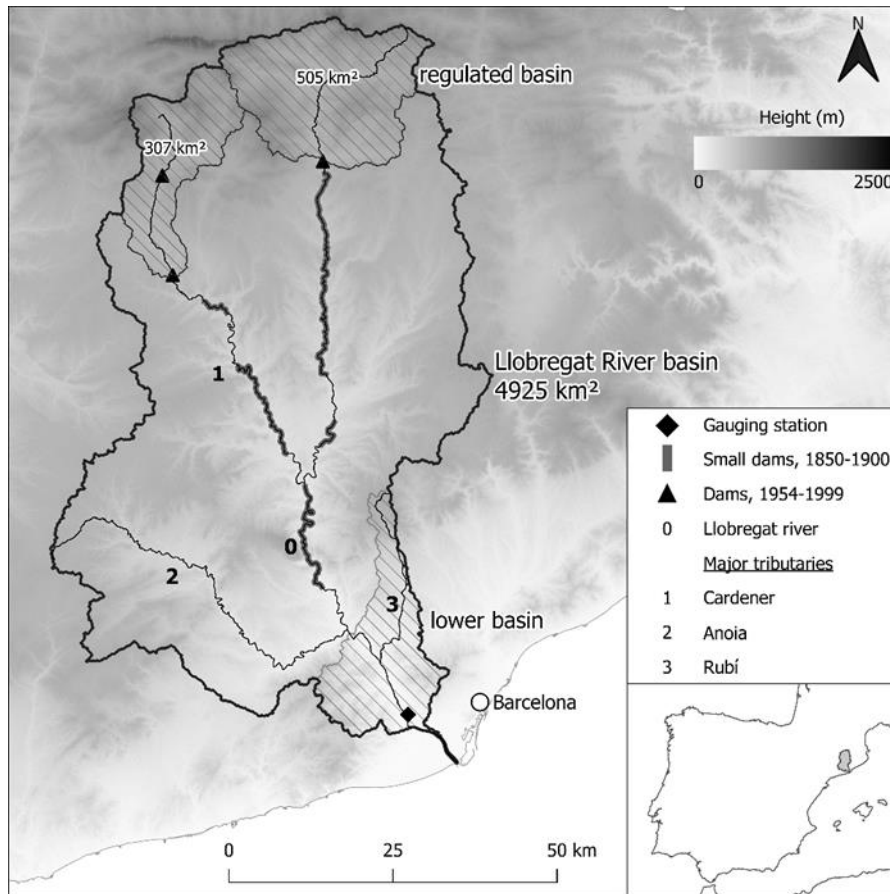 N
505 km²
regulated basin
Height (m)
307 km²
0
2500
1
Llobregat River basin
4925 km²
Gauging station
Small dams, 1850-1900
Dams, 1954-1999
0
Llobregat river
Major tributaries
1
Cardener
2
Anoia
3
Rubí
0
2
3
lower basin
Barcelona
0
25
50 km